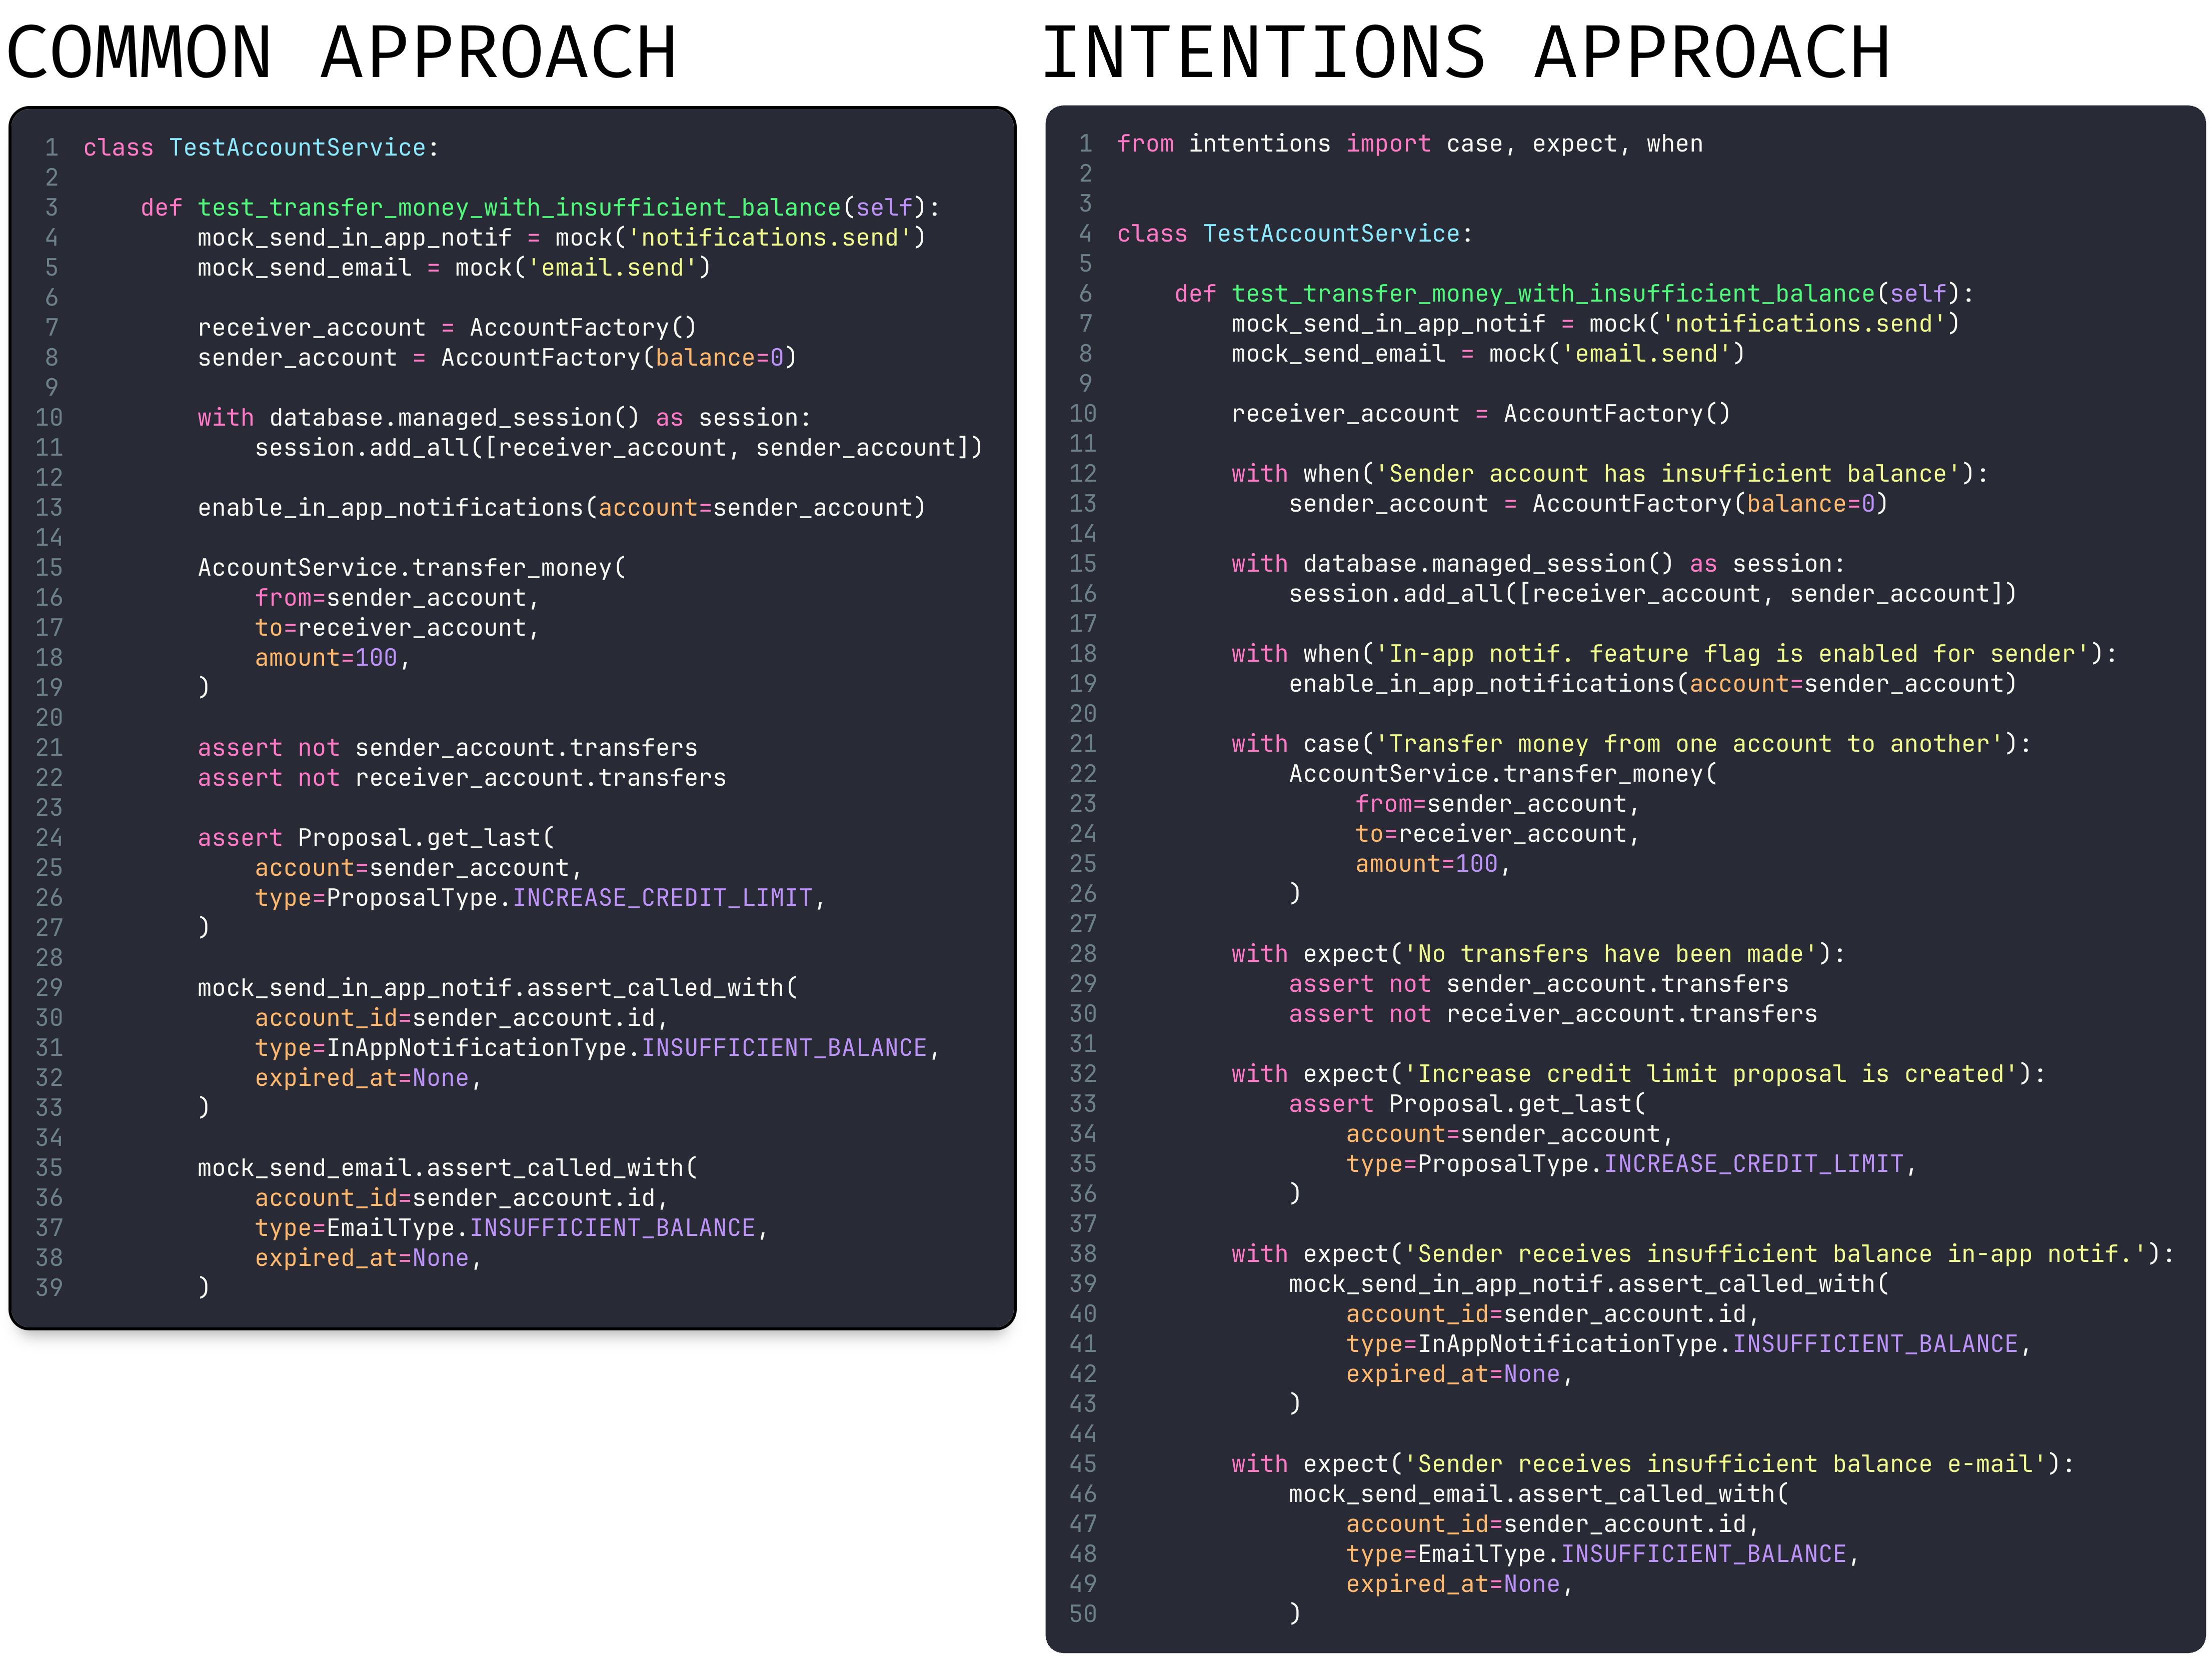 COMMON APPROACH
1 class TestAccountService:
2
3     def test_transfer_money_with_insufficient_balance(self):
4         mock_send_in_app_notif = mock('notifications.send')
5         mock_send_email = mock('email.send')
6
7         receiver_account = AccountFactory()
8         sender_account = AccountFactory(balance=0)
9
10         with database.managed_session() as session:
11             session.add_all([receiver_account, sender_account])
12
13         enable_in_app_notifications(account=sender_account)
14
15         AccountService.transfer_money(
16             from=sender_account,
17             to=receiver_account,
18             amount=100,
19         )
20
21         assert not sender_account.transfers
22         assert not receiver_account.transfers
23
24         assert Proposal.get_last(
25             account=sender_account,
26             type=ProposalType.INCREASE_CREDIT_LIMIT,
27         )
28
29         mock_send_in_app_notif.assert_called_with(
30             account_id=sender_account.id,
31             type=InAppNotificationType.INSUFFICIENT_BALANCE,
32             expired_at=None,
33         )
34
35         mock_send_email.assert_called_with(
36             account_id=sender_account.id,
37             type=EmailType.INSUFFICIENT_BALANCE,
38             expired_at=None,
39         )
INTENTIONS APPROACH
1 from intentions import case, expect, when
2
3
4 class TestAccountService:
5
6     def test_transfer_money_with_insufficient_balance(self):
7         mock_send_in_app_notif = mock('notifications.send')
8         mock_send_email = mock('email.send')
9
10         receiver_account = AccountFactory()
11
12         with when('Sender account has insufficient balance'):
13             sender_account = AccountFactory(balance=0)
14
15         with database.managed_session() as session:
16             session.add_all([receiver_account, sender_account])
17
18         with when('In-app notif. feature flag is enabled for sender'):
19             enable_in_app_notifications(account=sender_account)
20
21         with case('Transfer money from one account to another'):
22             AccountService.transfer_money(
23                 from=sender_account,
24                 to=receiver_account,
25                 amount=100,
26             )
27
28         with expect('No transfers have been made'):
29             assert not sender_account.transfers
30             assert not receiver_account.transfers
31
32         with expect('Increase credit limit proposal is created'):
33             assert Proposal.get_last(
34                 account=sender_account,
35                 type=ProposalType.INCREASE_CREDIT_LIMIT,
36             )
37
38         with expect('Sender receives insufficient balance in-app notif.'):
39             mock_send_in_app_notif.assert_called_with(
40                 account_id=sender_account.id,
41                 type=InAppNotificationType.INSUFFICIENT_BALANCE,
42                 expired_at=None,
43             )
44
45         with expect('Sender receives insufficient balance e-mail'):
46             mock_send_email.assert_called_with(
47                 account_id=sender_account.id,
48                 type=EmailType.INSUFFICIENT_BALANCE,
49                 expired_at=None,
50             )